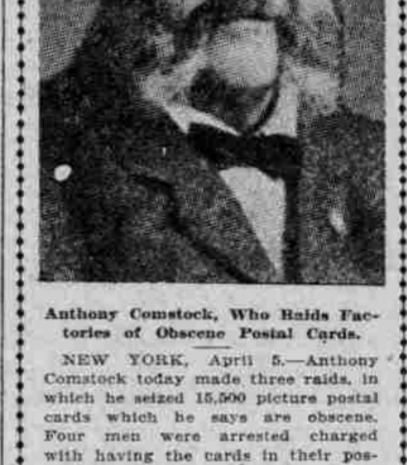 Anthony Comstock, Who Raids Fac-
tories of Obscene Postal Cards.
NEW YORK, April 5.—Anthony
Comstock today made three raids, in
which he seized 15,500 picture postal
cards which he says are obscene.
Four men were arrested charged
with having the cards in their pos-